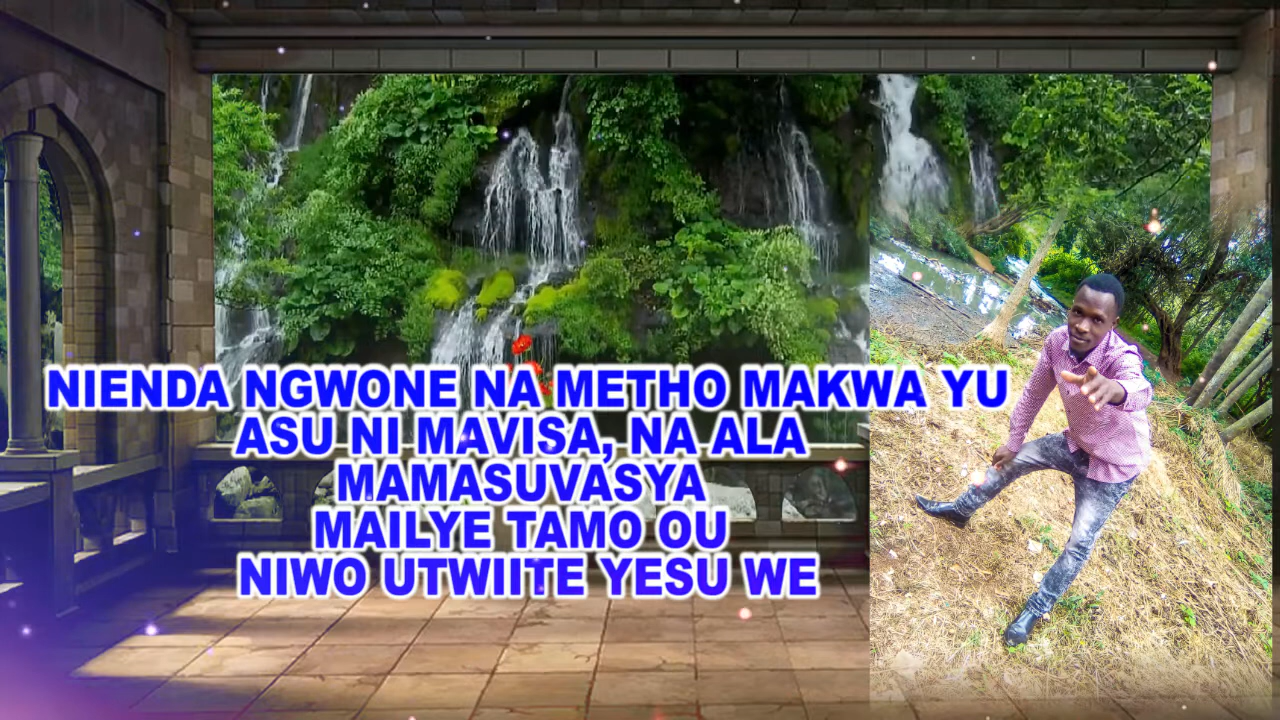 NIENDA NGWONE NA METHO MAKWA YU
ASU NI MAVISA, NA ALA
MAMASUVASYA
MAILYE TAMO OU
NIWO UTWIITE YESU WE